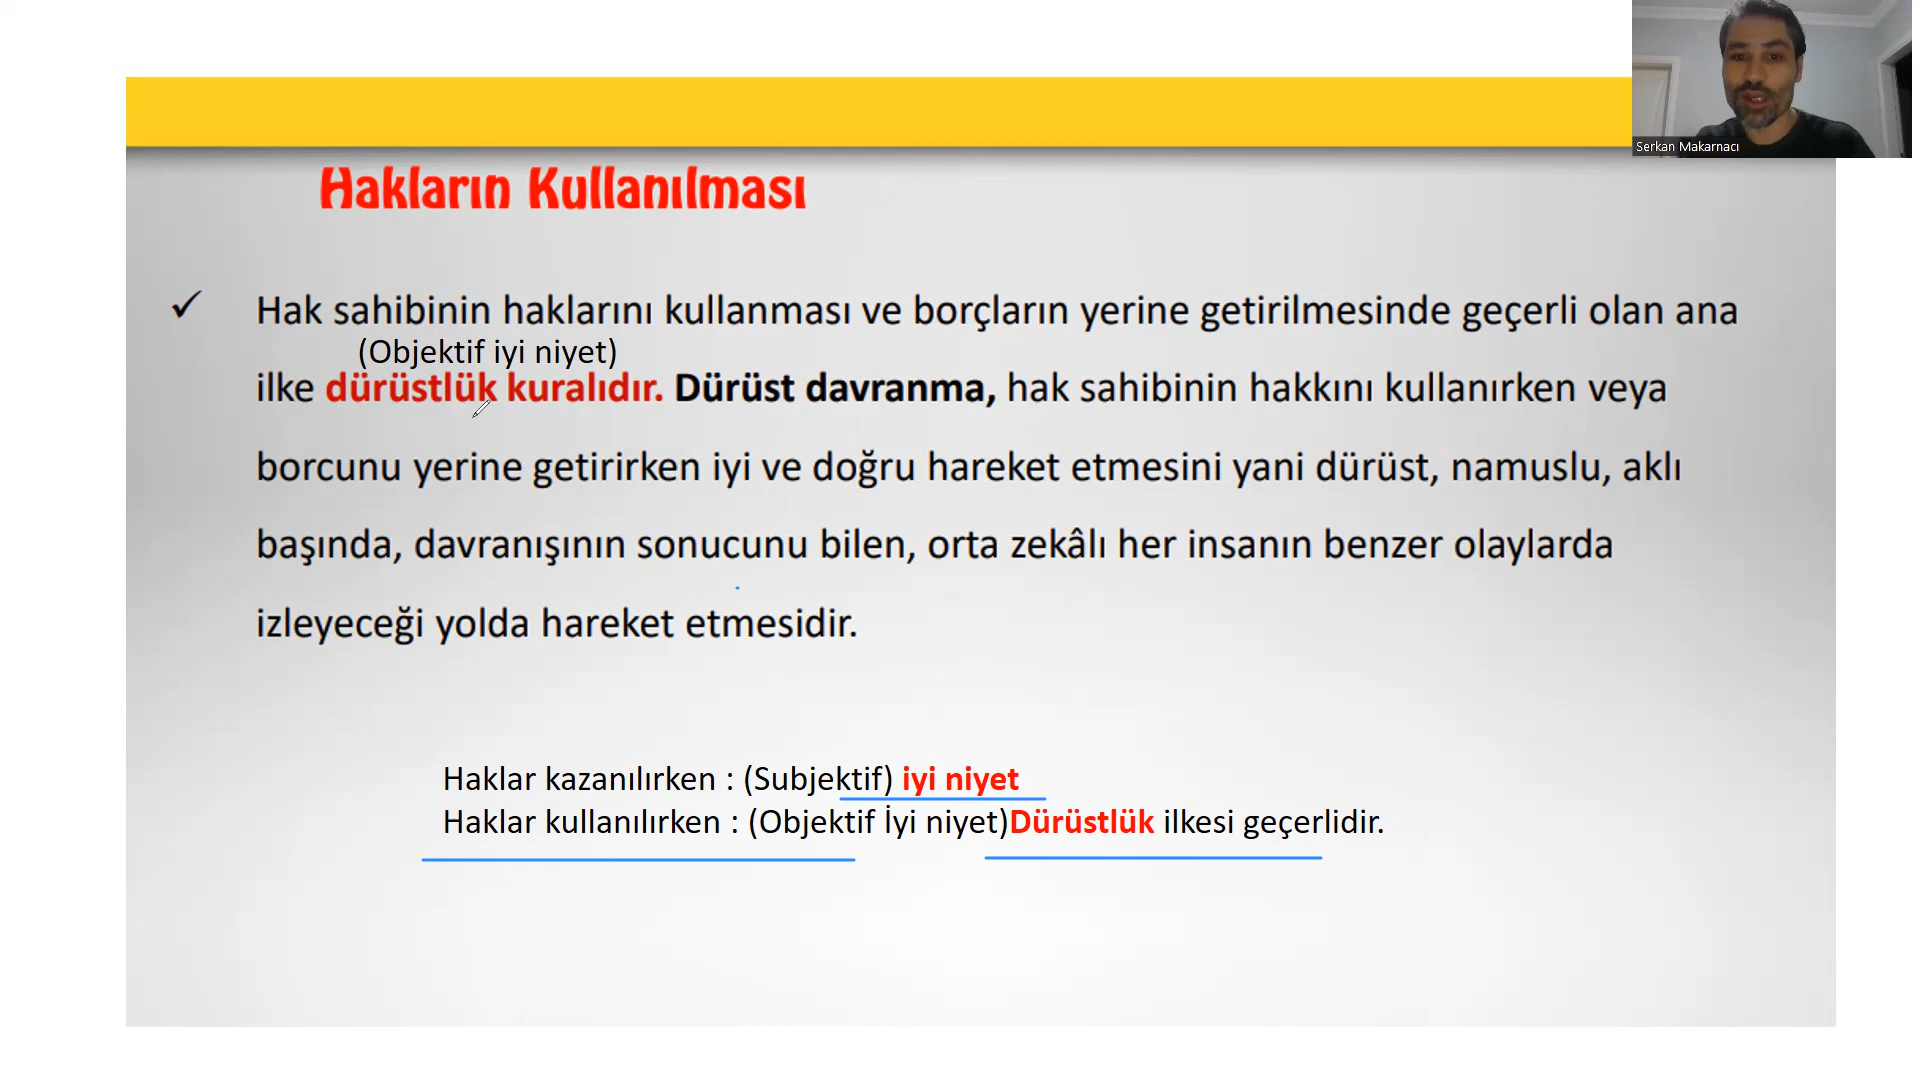 Serkan Makarnacı
Hakların Kullanılması
✓ Hak sahibinin haklarını kullanması ve borçların yerine getirilmesinde geçerli olan ana
(Objektif iyi niyet)
ilke dürüstlük kuralıdır. Dürüst davranma, hak sahibinin hakkını kullanırken veya
borcunu yerine getirirken iyi ve doğru hareket etmesini yani dürüst, namuslu, aklı
başında, davranışının sonucunu bilen, orta zekâlı her insanın benzer olaylarda
izleyeceği yolda hareket etmesidir.
Haklar kazanılırken : (Subjektif) iyi niyet
Haklar kullanılırken : (Objektif İyi niyet)Dürüstlük ilkesi geçerlidir.